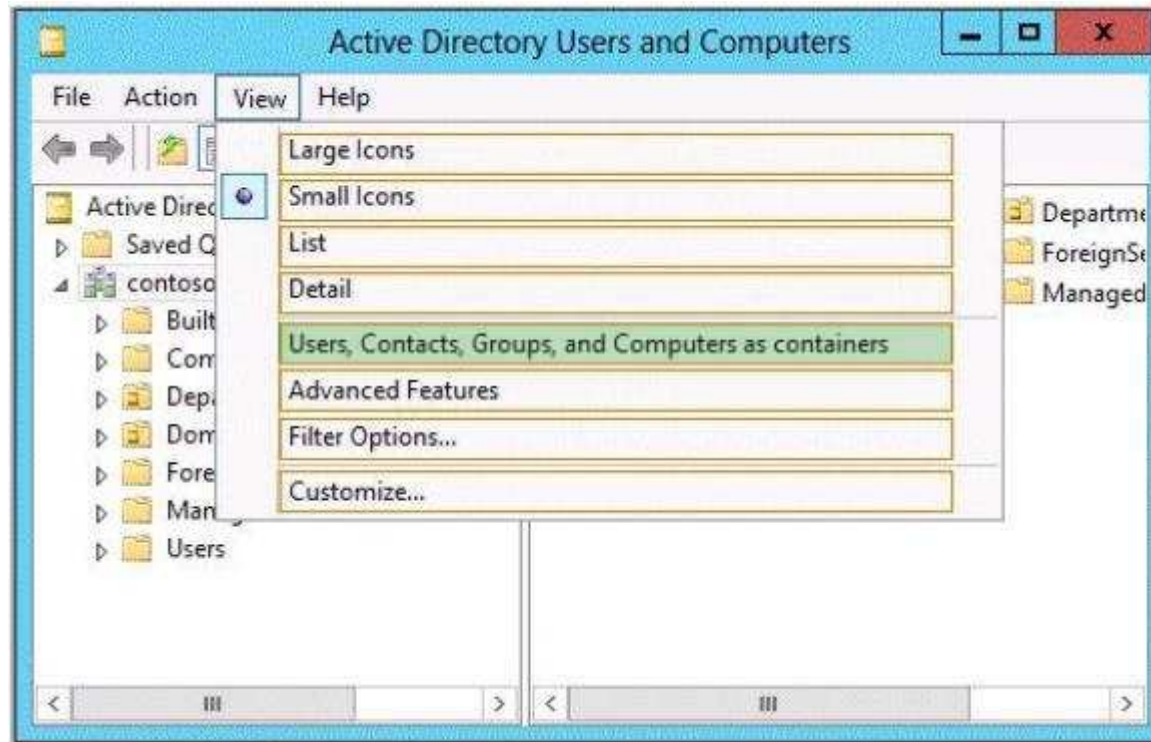 Active Directory Users and Computers
File Action View Help
Large Icons
Small Icons
List
Detail
Users, Contacts, Groups, and Computers as containers
Advanced Features
Filter Options...
Customize...
Active Direc
Saved Q
contoso
Built
Com
Dep
Dom
Fore
Man
Users
Departme
ForeignSe
Managed